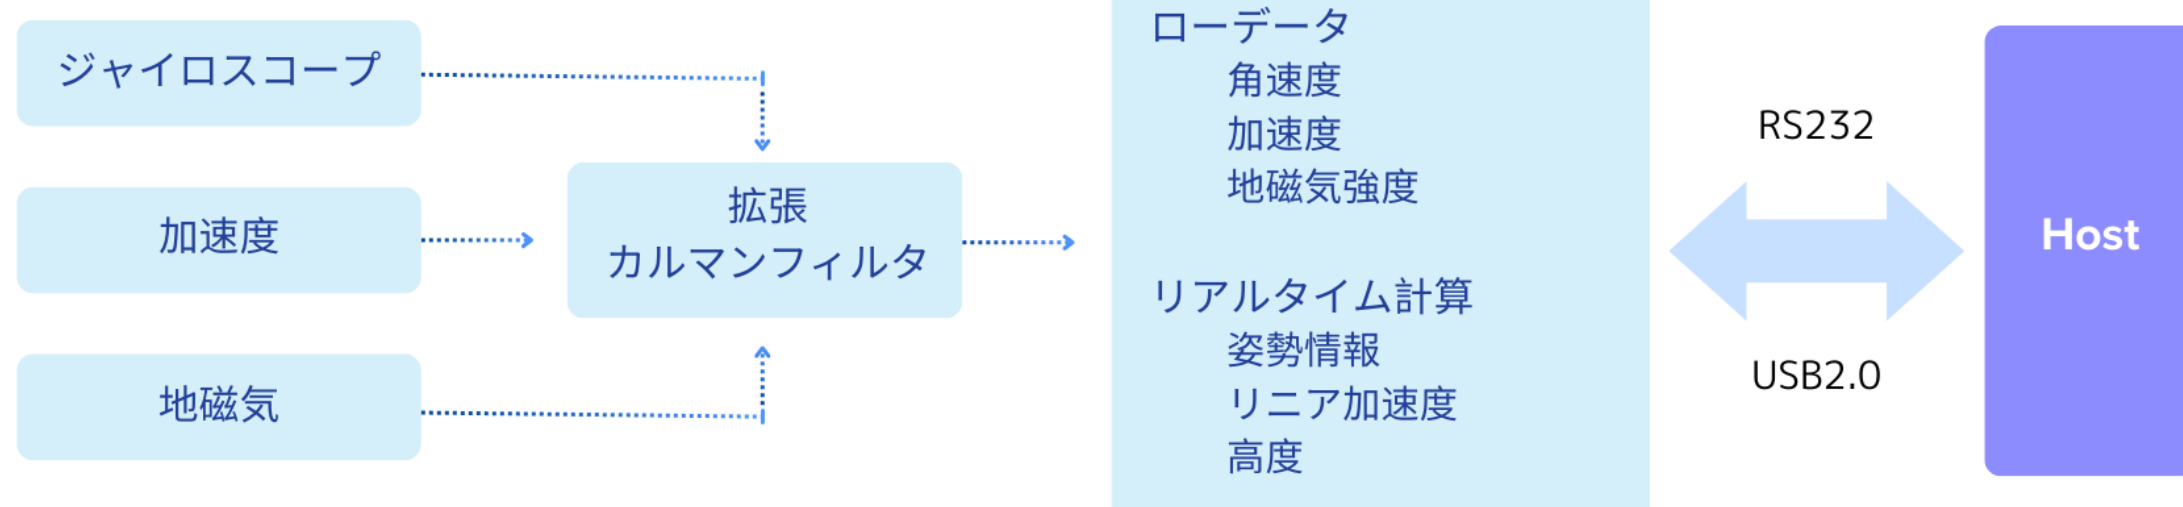 ジャイロスコープ
加速度
地磁気
拡張
カルマンフィルタ
ローデータ
角速度
加速度
地磁気強度
リアルタイム計算
姿勢情報
リニア加速度
高度
RS232
USB2.0
Host